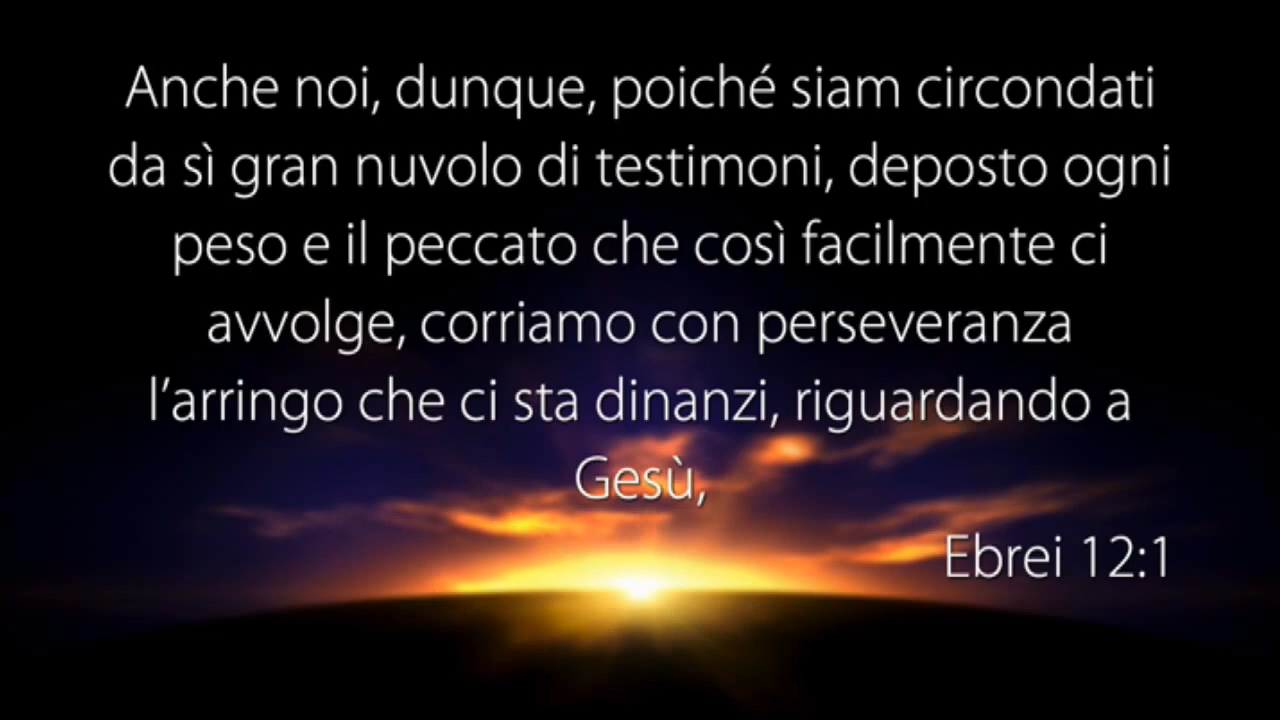 Anche noi, dunque, poiché siam circondati
da sì gran nuvolo di testimoni, deposto ogni
peso e il peccato che così facilmente ci
avvolge, corriamo con perseveranza
l’arringo che ci sta dinanzi, riguardando a
Gesù,
Ebrei 12:1